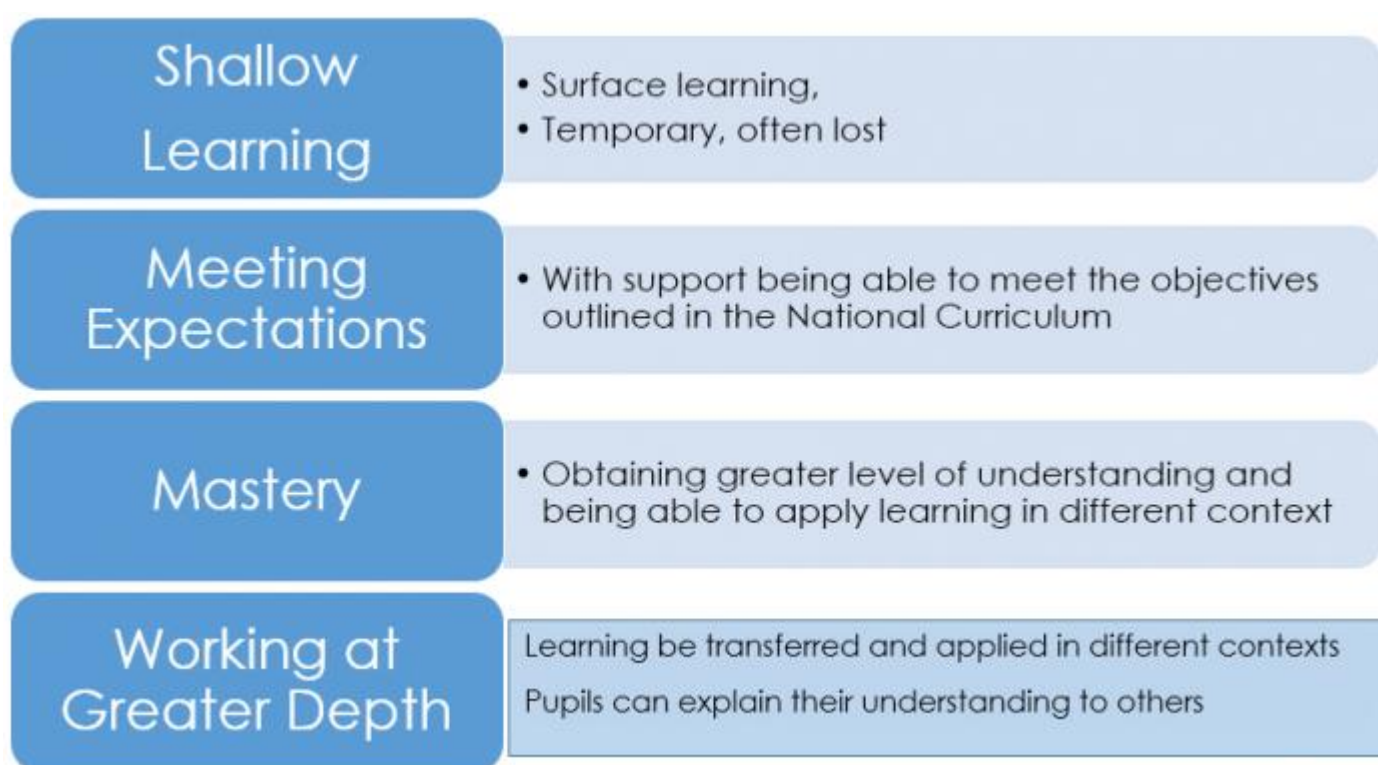 Shallow
Learning
• Surface learning,
• Temporary, often lost
Meeting
Expectations
• With support being able to meet the objectives
outlined in the National Curriculum
Mastery
• Obtaining greater level of understanding and
being able to apply learning in different context
Working at
Greater Depth
Learning be transferred and applied in different contexts
Pupils can explain their understanding to others